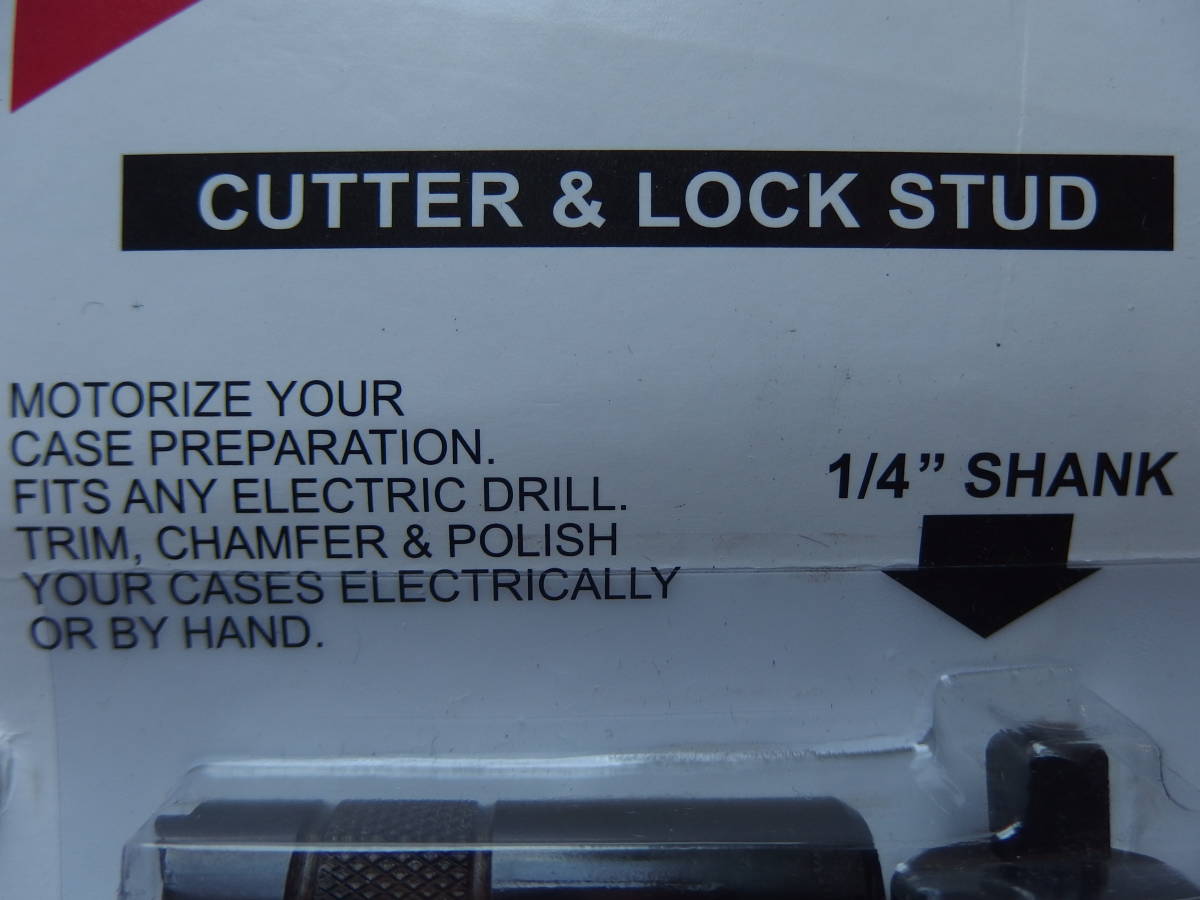 CUTTER & LOCK STUD
MOTORIZE YOUR
CASE PREPARATION.
FITS ANY ELECTRIC DRILL.
TRIM, CHAMFER & POLISH
YOUR CASES ELECTRICALLY
OR BY HAND.
1/4” SHANK